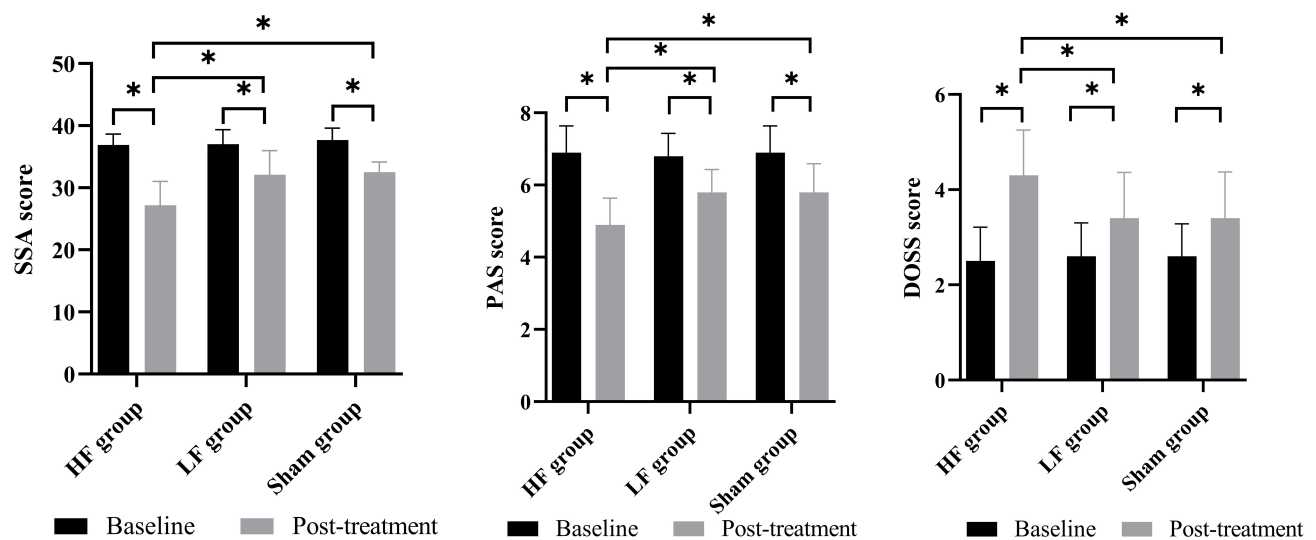 *
*
* * *
50
40
30
20
10
0
SSA score
HF group
LF group
Sham group
Baseline Post-treatment
*
*
* * *
8
6
4
2
0
PAS score
HF group
LF group
Sham group
Baseline Post-treatment
*
*
* * *
6
4
2
0
DOSS score
HF group
LF group
Sham group
Baseline Post-treatment